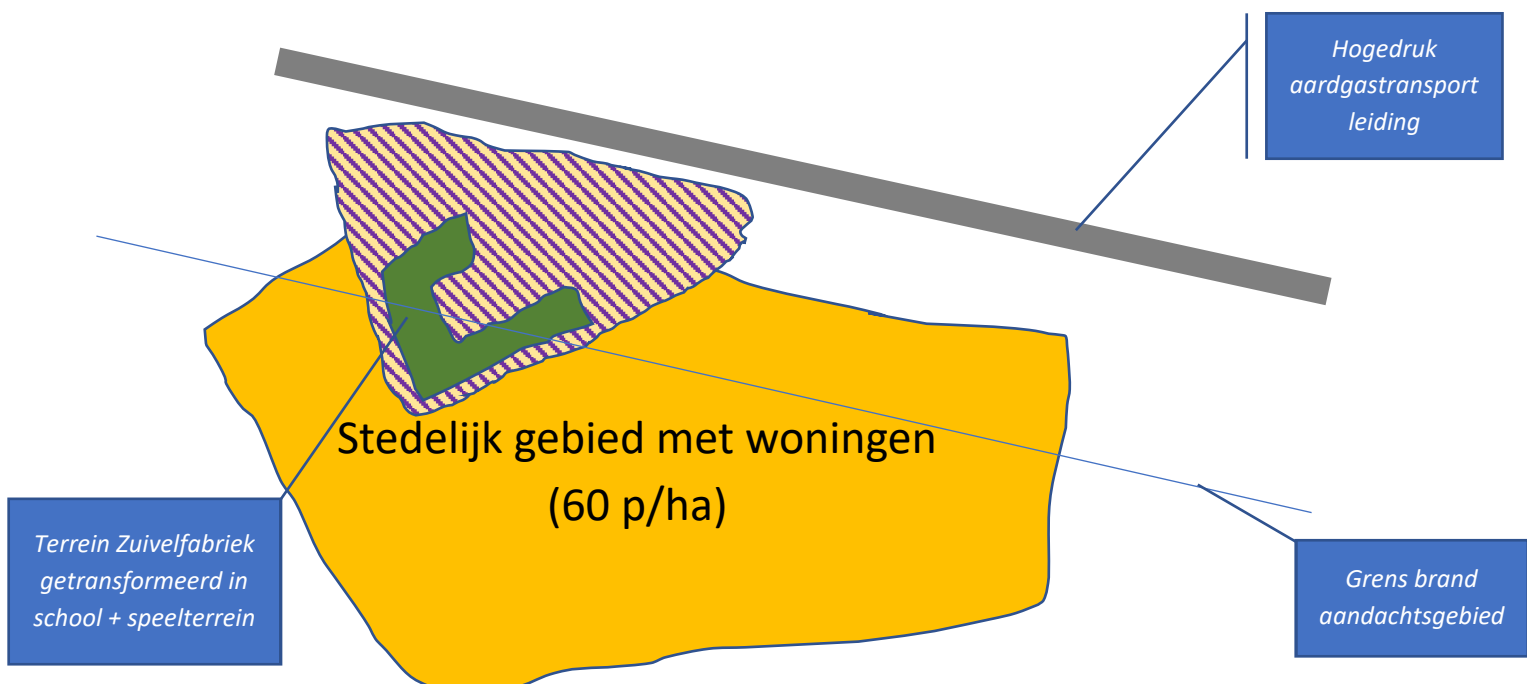 Hogedruk
aardgastransport
leiding
Stedelijk gebied met woningen
(60 p/ha)
Terrein Zuivelfabriek
getransformeerd in
school + speelterrein
Grens brand
aandachtsgebied